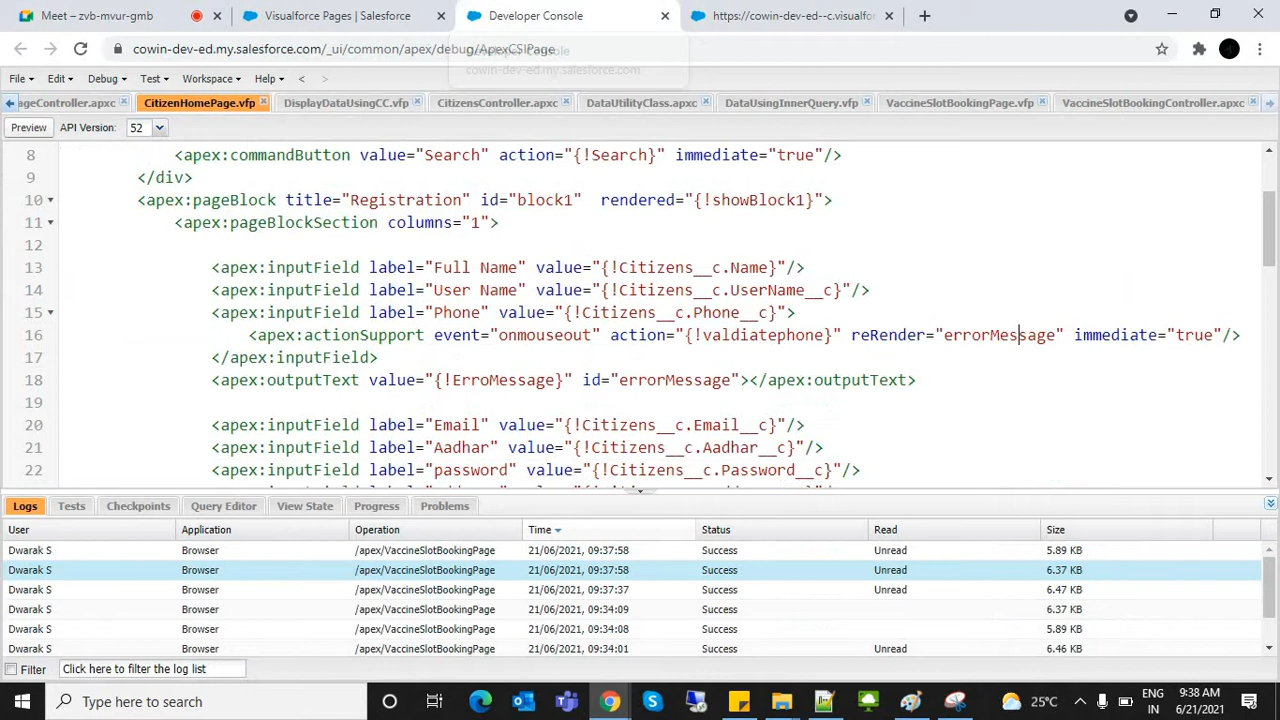 Meet – zvb-mvur-gmb
Visualforce Pages | Salesforce
Developer Console
https://cowin-dev-ed--c.visualfor
cowin-dev-ed.my.salesforce.com/_ui/common/apex/debug/ApexCSIPage
Developer Console
cowin-dev-ed.my.salesforce.com
File Edit Debug Test Workspace Help < >
ageController.apxc CitizenHomePage.vfp DisplayDataUsingCC.vfp CitizensController.apxc DataUtilityClass.apxc DataUsingInnerQuery.vfp VaccineSlotBookingPage.vfp VaccineSlotBookingController.apxc
Preview API Version: 52
8 <apex:commandButton value="Search" action="{!Search}" immediate="true"/>
9 </div>
10 <apex:pageBlock title="Registration" id="block1" rendered="{!showBlock1}">
11 <apex:pageBlockSection columns="1">
12
13 <apex:inputField label="Full Name" value="{!Citizens__c.Name}"/>
14 <apex:inputField label="User Name" value="{!Citizens__c.UserName__c}"/>
15 <apex:inputField label="Phone" value="{!Citizens__c.Phone__c}">
16 <apex:actionSupport event="onmouseout" action="{!valdiatephone}" reRender="errorMessage" immediate="true"/>
17 </apex:inputField>
18 <apex:outputText value="{!ErroMessage}" id="errorMessage"></apex:outputText>
19
20 <apex:inputField label="Email" value="{!Citizens__c.Email__c}"/>
21 <apex:inputField label="Aadhar" value="{!Citizens__c.Aadhar__c}"/>
22 <apex:inputField label="password" value="{!Citizens__c.Password__c}"/>
Logs Tests Checkpoints Query Editor View State Progress Problems
User Application Operation Time Status Read Size
Dwarak S Browser /apex/VaccineSlotBookingPage 21/06/2021, 09:37:58 Success Unread 5.89 KB
Dwarak S Browser /apex/VaccineSlotBookingPage 21/06/2021, 09:37:58 Success Unread 6.37 KB
Dwarak S Browser /apex/VaccineSlotBookingPage 21/06/2021, 09:37:37 Success Unread 6.47 KB
Dwarak S Browser /apex/VaccineSlotBookingPage 21/06/2021, 09:34:09 Success 6.37 KB
Dwarak S Browser /apex/VaccineSlotBookingPage 21/06/2021, 09:34:08 Success 5.89 KB
Dwarak S Browser /apex/VaccineSlotBookingPage 21/06/2021, 09:34:01 Success Unread 6.46 KB
Filter Click here to filter the log list
Type here to search
25°C
ENG
IN
9:38 AM
6/21/2021